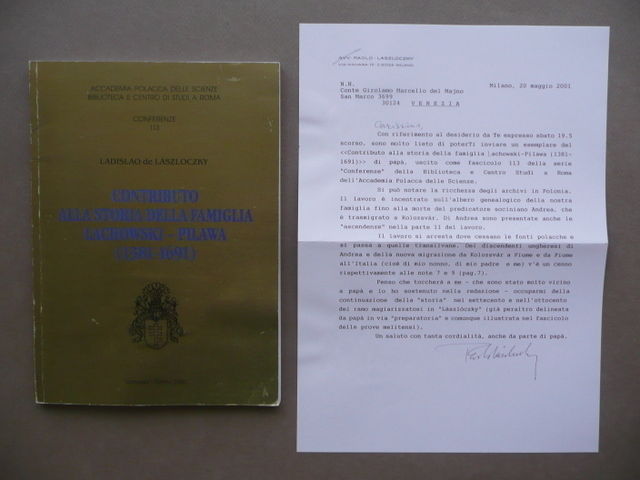 ACCADEMIA POLACCA DELLE SCIENZE
BIBLIOTECA E CENTRO DI STUDI A ROMA
CONFERENZE
113
LADISLAO de LÁSZLOCZKY
CONTRIBUTO
ALLA STORIA DELLA FAMIGLIA
LACHOWSKI - PILAWA
(1381-1691)
AVV. PAOLO LASZLOCZKY
Milano, 20 maggio 2001
N.H.
Conte Girolamo Marcello del Majno
San Marco 3699
30124 V E N E Z I A
Carissimo,
Con riferimento al desiderio da Te espresso sbato 19.5
scorso, sono molto lieto di poterTi inviare un esemplare del
<<Contributo alla storia della famiglia Lachowski-Pilawa (1381-
1691)>> di papà, uscito come fascicolo 113 della serie
"Conferenze" della Biblioteca e Centro Studi a Roma
dell'Accademia Polacca delle Scienze.
Si può notare la ricchezza degli archivi in Polonia.
Il lavoro è incentrato sull'albero genealogico della nostra
famiglia fino alla morte del predicatore sociniano Andrea, che
è trasmigrato a Kolozsvár. Di Andrea sono presentate anche le
"ascendenze" nella parte II del lavoro.
Il lavoro si arresta dove cessano le fonti polacche e
si passa a quelle transilvane. Dei discendenti ungheresi di
Andrea e della nuova migrazione da Kolozsvár a Fiume e da Fiume
all'Italia (cioè di mio nonno, di mio padre e me) v'è un cenno
rispettivamente alle note 7 e 9 (pag.7).
Penso che toccherà a me - che sono stato molto vicino
a papà e lo ho sostenuto nella redazione - occuparmi della
continuazione della "storia" nel settecento e nell'ottocento
del ramo magiarizzatosi in "Lászlóczky" (già peraltro delineata
da papà in via "preparatoria" e comunque illustrata nel fascicolo
delle prove melitensi).
Un saluto con tanta cordialità, anche da parte di papà.